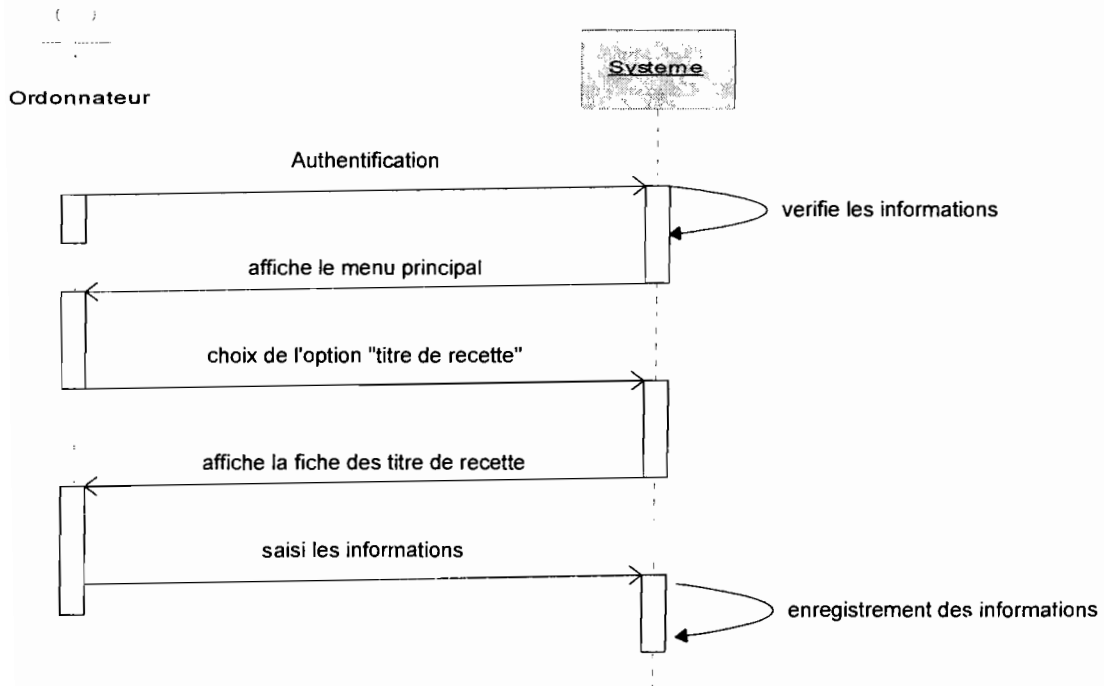 Systeme
Ordonnateur
Authentification
verifie les informations
affiche le menu principal
choix de l'option "titre de recette"
affiche la fiche des titre de recette
saisi les informations
enregistrement des informations